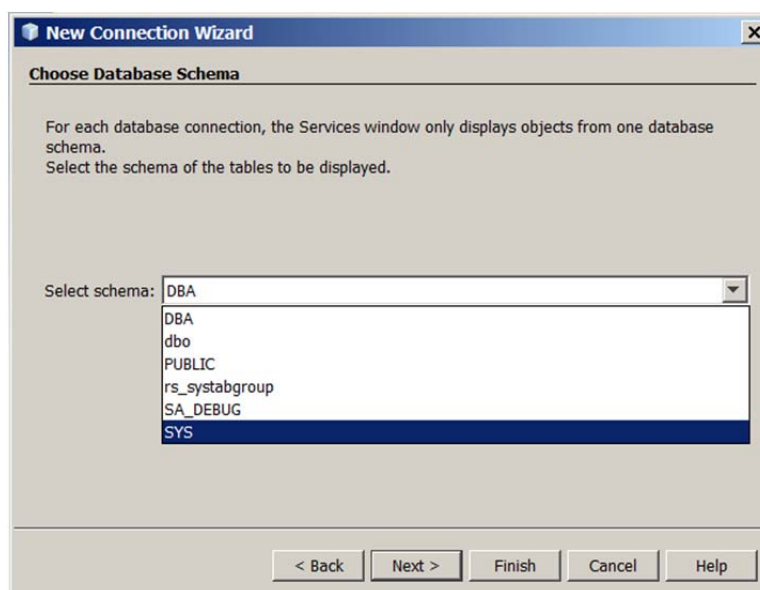 New Connection Wizard
Choose Database Schema
For each database connection, the Services window only displays objects from one database
schema.
Select the schema of the tables to be displayed.
Select schema: DBA
DBA
dbo
PUBLIC
rs_systabgroup
SA_DEBUG
SYS
< Back Next > Finish Cancel Help